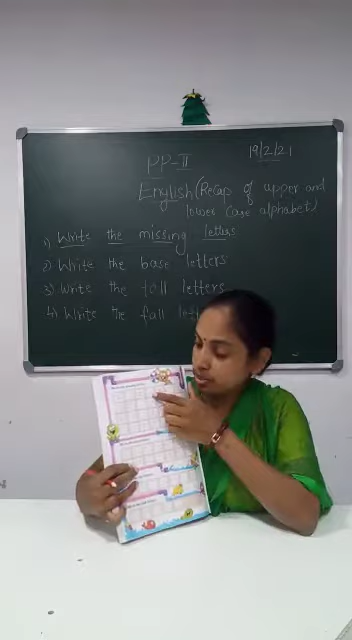 PP-II
19/2/21
English (Recap of upper and
lower case alphabet)
1) Write the missing letters
2) Write the base letters
3) Write the tall letters
4) Write the fall